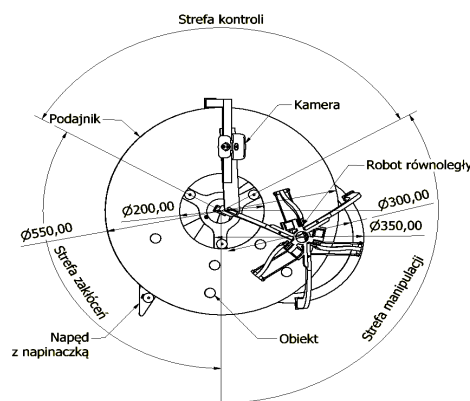 Strefa kontroli
Podajnik
Kamera
Robot równoległy
Ø300,00
Ø200,00
Ø350,00
Ø550,00
Strefa zakłóceń
Strefa manipulacji
Napęd
z napinaczką
Obiekt